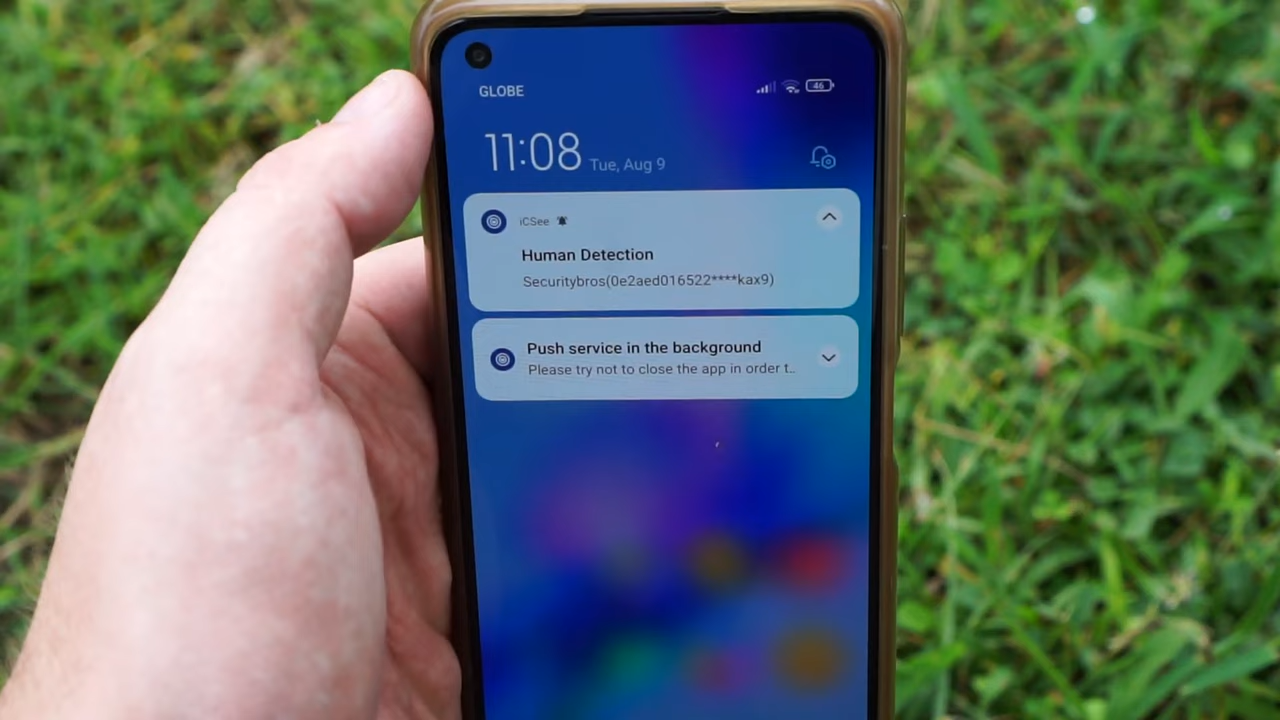 GLOBE
46
11:08 Tue, Aug 9
iCSee
Human Detection
Securitybros(0e2aed016522****kax9)
Push service in the background
Please try not to close the app in order t..